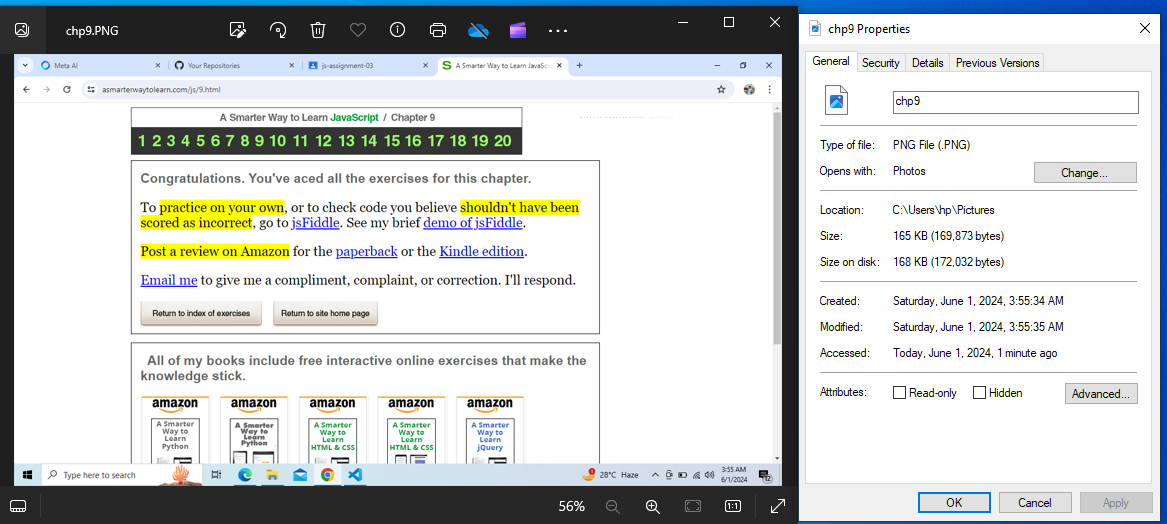 chp9.PNG
Meta AI
Your Repositories
js-assignment-03
A Smarter Way to Learn JavaSc
asmarterwaytolearn.com/js/9.html
A Smarter Way to Learn JavaScript / Chapter 9
1 2 3 4 5 6 7 8 9 10 11 12 13 14 15 16 17 18 19 20
Congratulations. You've aced all the exercises for this chapter.
To practice on your own, or to check code you believe shouldn't have been
scored as incorrect, go to jsFiddle. See my brief demo of jsFiddle.
Post a review on Amazon for the paperback or the Kindle edition.
Email me to give me a compliment, complaint, or correction. I'll respond.
Return to index of exercises
Return to site home page
All of my books include free interactive online exercises that make the
knowledge stick.
amazon
A Smarter
Way to
Learn
Python
amazon
A Smarter
Way to
Learn
Python
amazon
A Smarter
Way to
Learn
HTML & CSS
amazon
A Smarter
Way to
Learn
HTML & CSS
amazon
A Smarter
Way to
Learn
jQuery
Type here to search
28°C Haze
3:55 AM
6/1/2024
56%
1:1
chp9 Properties
General
Security
Details
Previous Versions
chp9
Type of file: PNG File (.PNG)
Opens with: Photos
Change...
Location: C:\Users\hp\Pictures
Size: 165 KB (169,873 bytes)
Size on disk: 168 KB (172,032 bytes)
Created: Saturday, June 1, 2024, 3:55:34 AM
Modified: Saturday, June 1, 2024, 3:55:35 AM
Accessed: Today, June 1, 2024, 1 minute ago
Attributes:
Read-only
Hidden
Advanced...
OK
Cancel
Apply